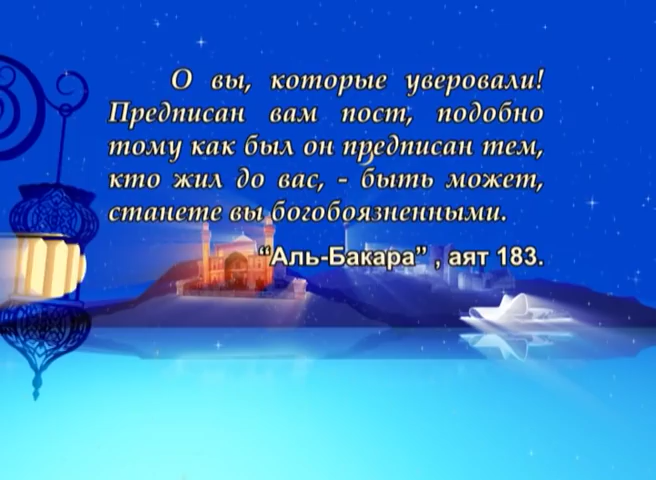 О вы, которые уверовали!
Предписан вам пост, подобно
тому как был он предписан тем,
кто жил до вас, - быть может,
станете вы богобоязненными.
“Аль-Бакара” , аят 183.